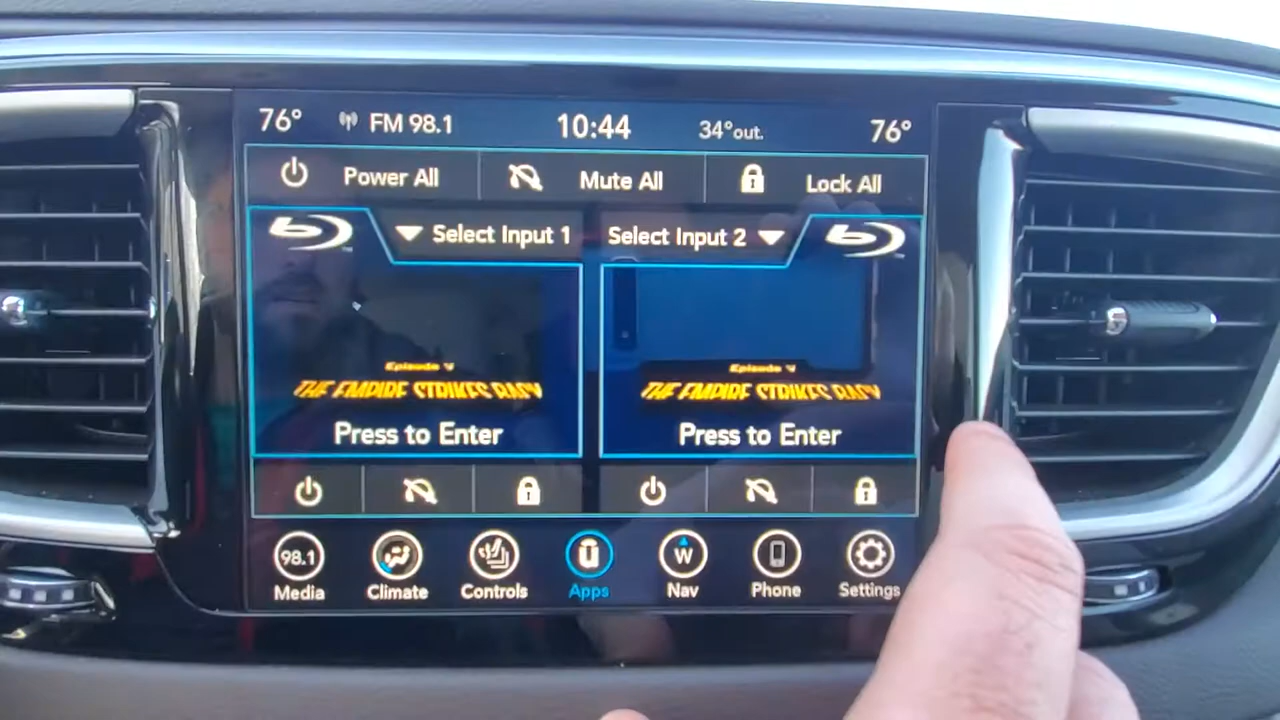 76° FM 98.1 10:44 34°out. 76°
Power All Mute All Lock All
Select Input 1 Select Input 2
Episode V Episode V
THE EMPIRE STRIKES BACK THE EMPIRE STRIKES BACK
Press to Enter Press to Enter
98.1 W
Media Climate Controls Apps Nav Phone Settings